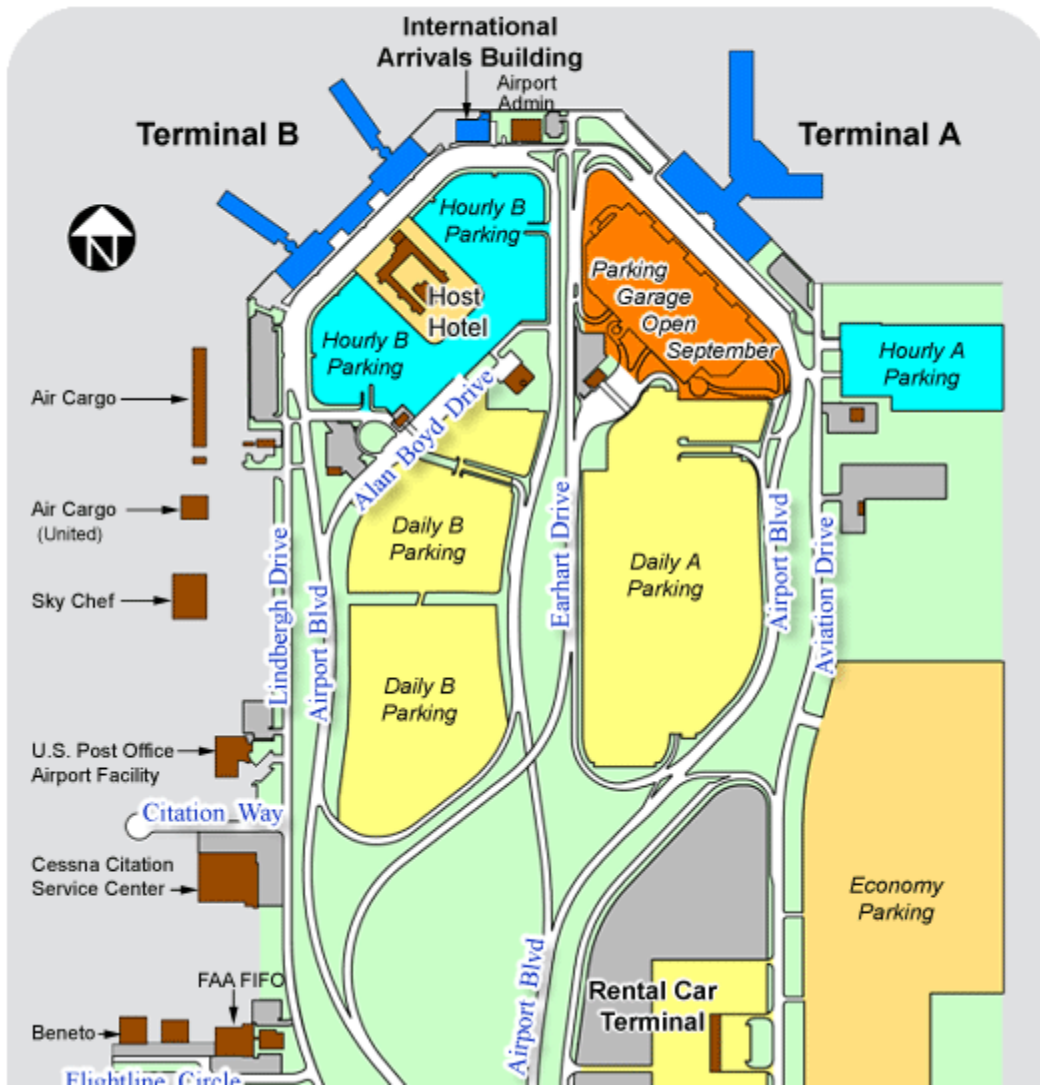 International
Arrivals Building
Airport
Admin
Terminal B
Terminal A
N
Hourly B
Parking
Host
Hotel
Hourly B
Parking
Parking
Garage
Open
September
Hourly A
Parking
Air Cargo
Alan Boyd Drive
Air Cargo
(United)
Sky Chef
Daily B
Parking
Daily A
Parking
Lindbergh Drive
Airport Blvd
Earhart Drive
Airport Blvd
Aviation Drive
Daily B
Parking
U.S. Post Office
Airport Facility
Citation Way
Cessna Citation
Service Center
Economy
Parking
Airport Blvd
FAA FIFO
Beneto
Rental Car
Terminal
Flightline Circle